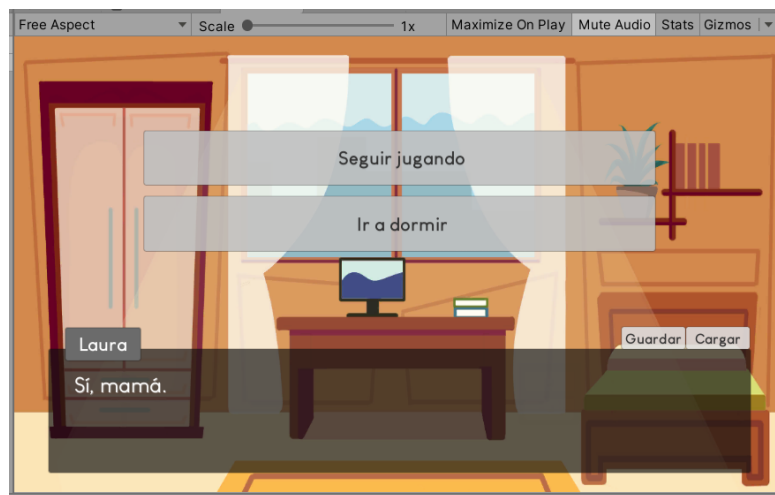 Free Aspect Scale 1x Maximize On Play Mute Audio Stats Gizmos
Seguir jugando
Ir a dormir
Laura
Guardar Cargar
Sí, mamá.